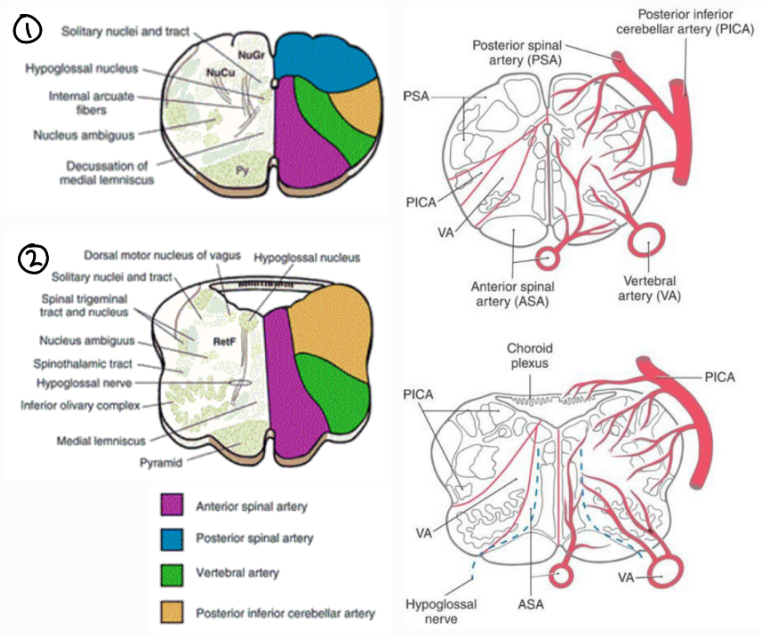 1
Solitary nuclei and tract
NuGr
Hypoglossal nucleus
NuCu
Internal arcuate
fibers
Nucleus ambiguus
Decussation of
medial lemniscus
Py
Posterior inferior
cerebellar artery (PICA)
Posterior spinal
artery (PSA)
PSA
PICA
VA
Anterior spinal
artery (ASA)
Vertebral
artery (VA)
2
Dorsal motor nucleus of vagus
Hypoglossal nucleus
Solitary nuclei and tract
Spinal trigeminal
tract and nucleus
Nucleus ambiguus
RetF
Spinothalamic tract
Hypoglossal nerve
Inferior olivary complex
Medial lemniscus
Pyramid
Choroid
plexus
PICA
PICA
VA
VA
Hypoglossal
nerve
ASA
Anterior spinal artery
Posterior spinal artery
Vertebral artery
Posterior inferior cerebellar artery